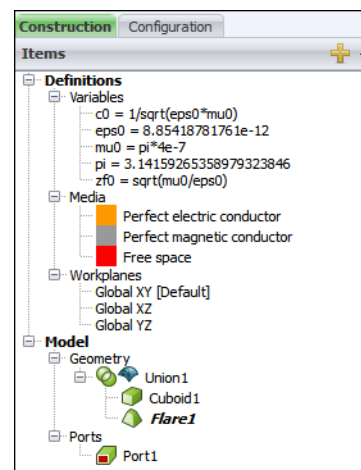 Construction Configuration
Items
Definitions
Variables
c0 = 1/sqrt(eps0*mu0)
eps0 = 8.85418781761e-12
mu0 = pi*4e-7
pi = 3.14159265358979323846
zf0 = sqrt(mu0/eps0)
Media
Perfect electric conductor
Perfect magnetic conductor
Free space
Workplanes
Global XY [Default]
Global XZ
Global YZ
Model
Geometry
Union1
Cuboid1
Flare1
Ports
Port1